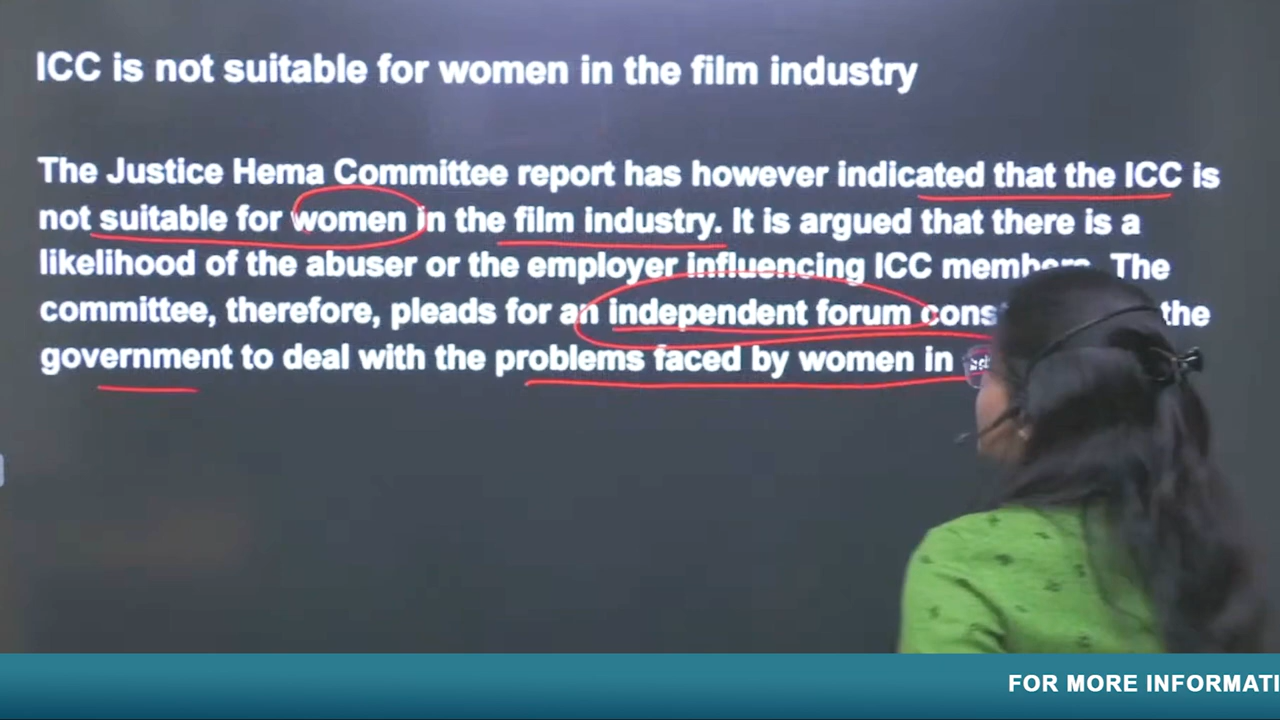 ICC is not suitable for women in the film industry
The Justice Hema Committee report has however indicated that the ICC is
not suitable for women in the film industry. It is argued that there is a
likelihood of the abuser or the employer influencing ICC members. The
committee, therefore, pleads for an independent forum the
government to deal with the problems faced by women in
FOR MORE INFORMATI